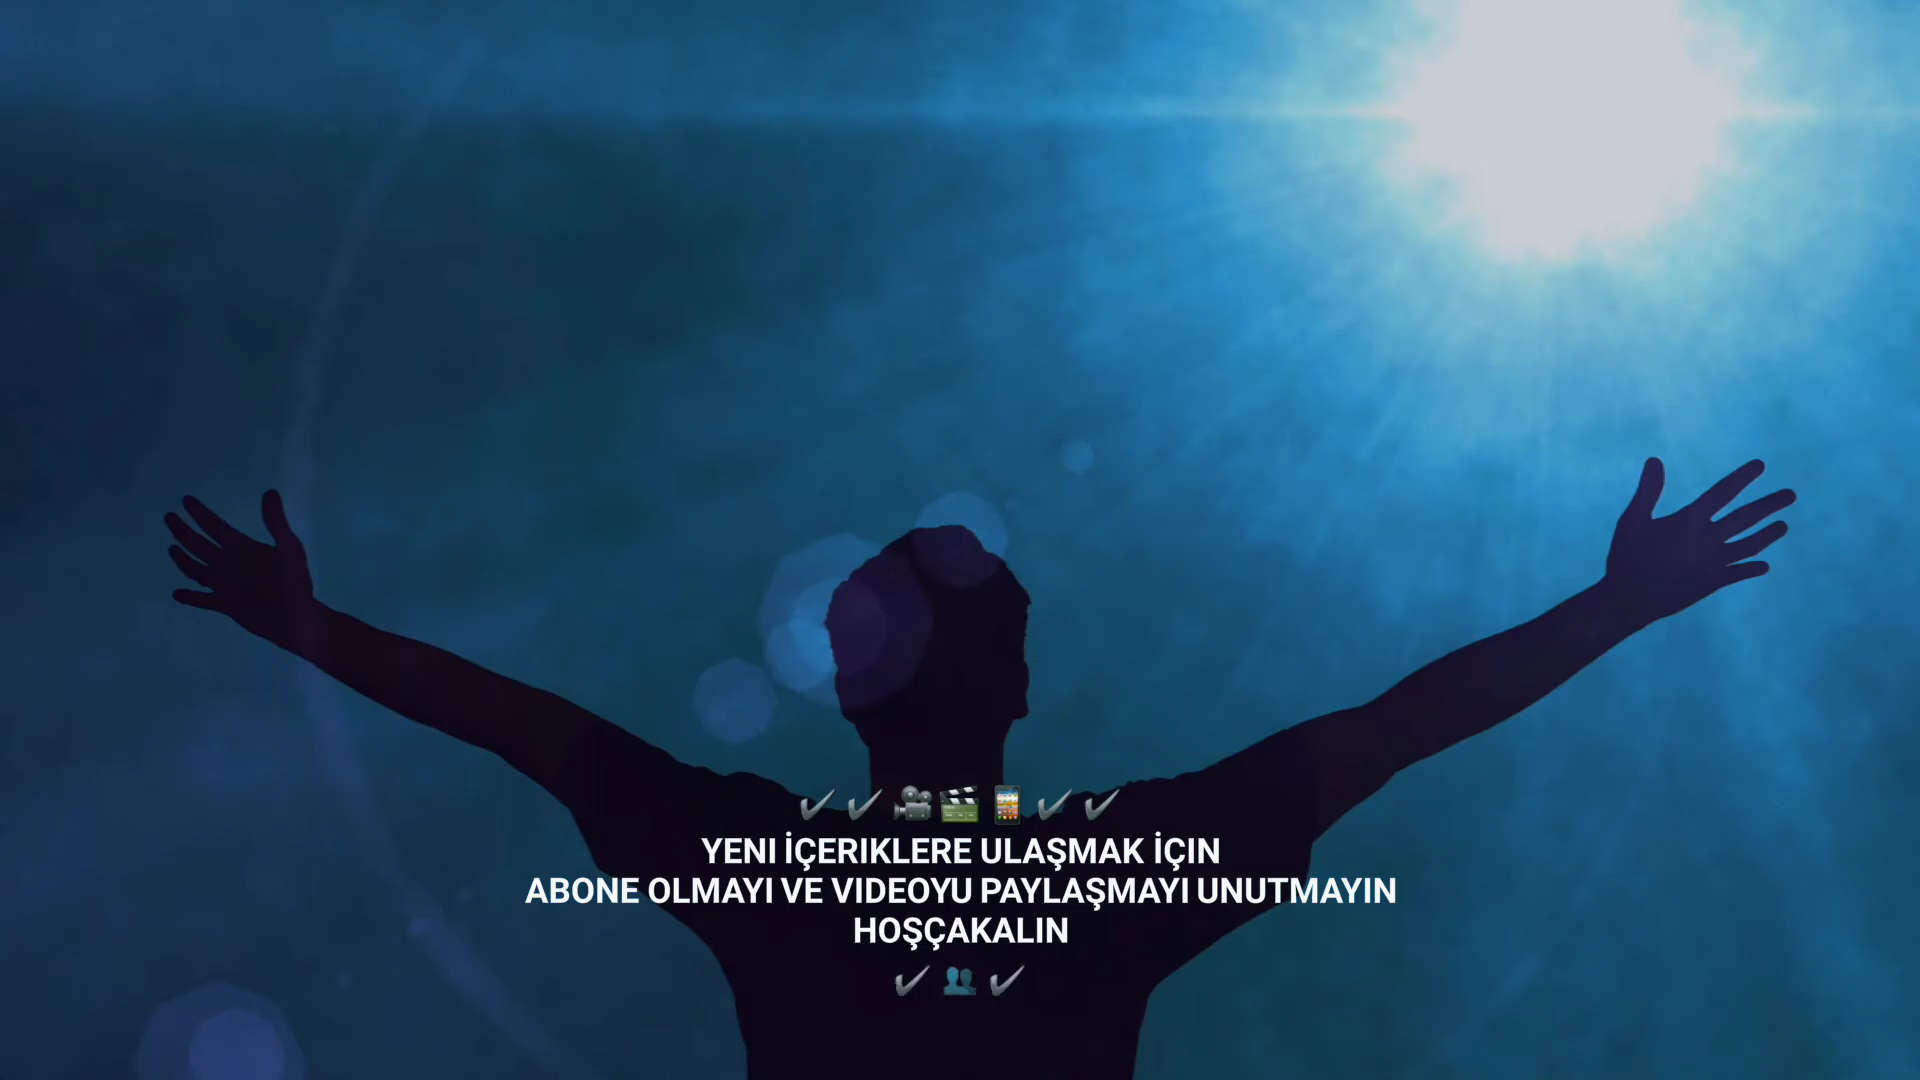 ✔✔🎥🎬📱✔✔
YENI İÇERIKLERE ULAŞMAK İÇIN
ABONE OLMAYI VE VIDEOYU PAYLAŞMAYI UNUTMAYIN
HOŞÇAKALIN
✔👥✔